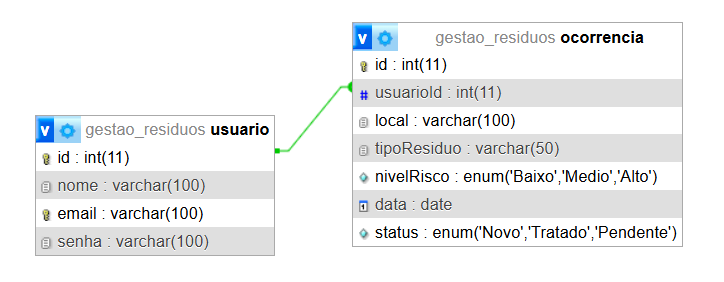 v gestao_residuos ocorrencia
id : int(11)
usuarioId : int(11)
local : varchar(100)
tipoResiduo : varchar(50)
nivelRisco : enum('Baixo','Medio','Alto')
data : date
status : enum('Novo','Tratado','Pendente')
v gestao_residuos usuario
id : int(11)
nome : varchar(100)
email : varchar(100)
senha : varchar(100)